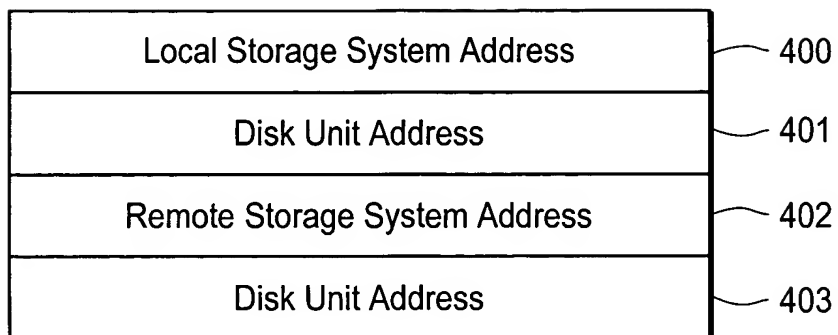 Local Storage System Address 400
Disk Unit Address 401
Remote Storage System Address 402
Disk Unit Address 403